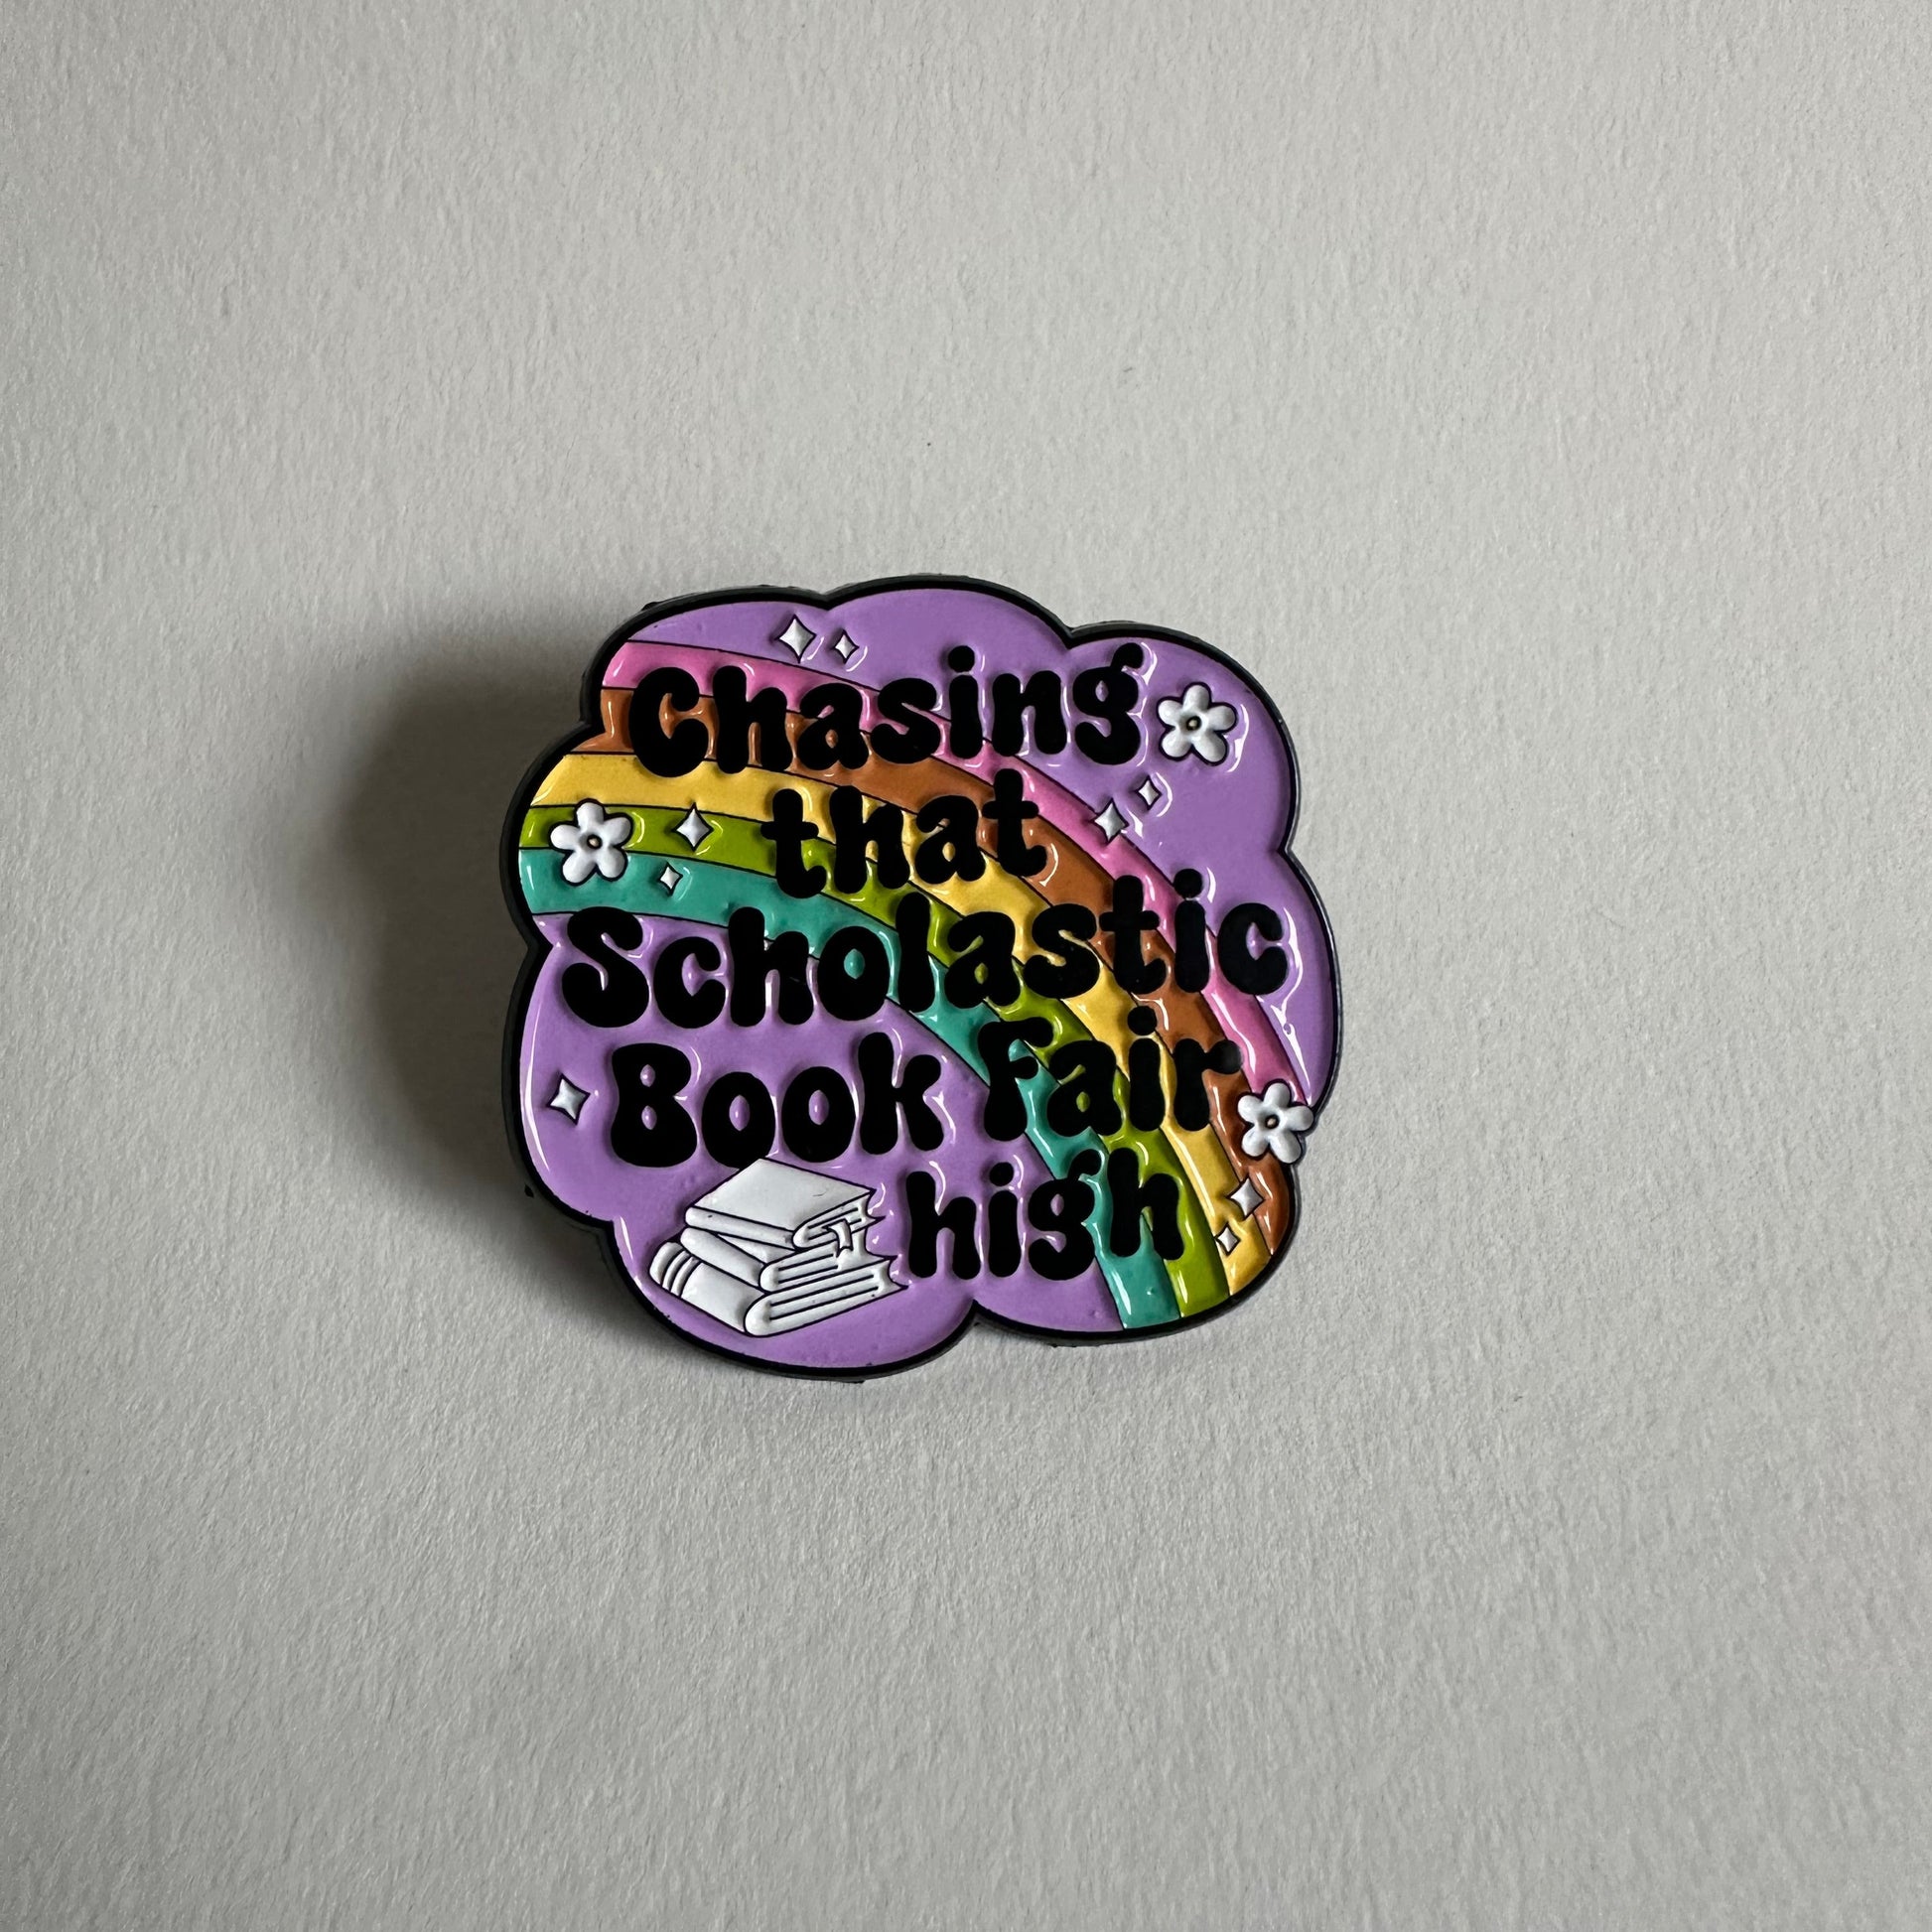 Chasing
that
Scholastic
Book Fair
high